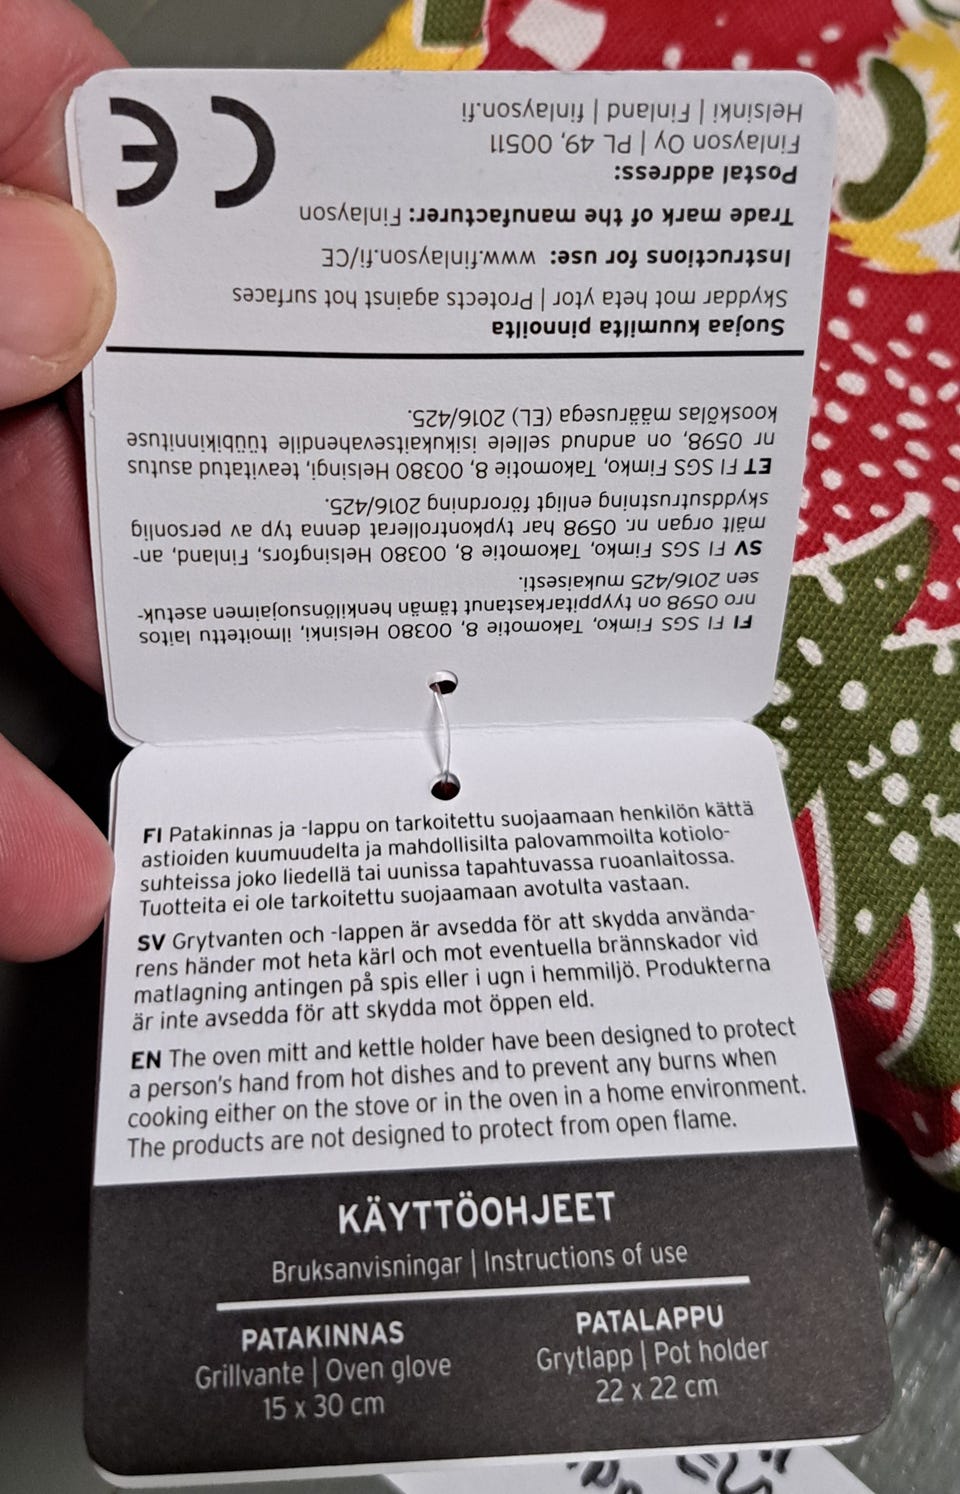 CE
Suojaa kuumilta pinnoilta
Skyddar mot heta ytor | Protects against hot surfaces
Instructions for use: www.finlayson.fi/CE
Trade mark of the manufacturer: Finlayson
Postal address:
Finlayson Oy | PL 49, 00511
Helsinki | Finland | finlayson.fi
FI FI SGS Fimko, Takomotie 8, 00380 Helsinki, ilmoitettu laitos
nro 0598 on tyyppitarkastanut tämän henkilönsuojaimen asetuk-
sen 2016/425 mukaisesti.
SV FI SGS Fimko, Takomotie 8, 00380 Helsingfors, Finland, an-
mält organ nr. 0598 har typkontrollerat denna typ av personlig
skyddsutrustning enligt förordning 2016/425.
ET FI SGS Fimko, Takomotie 8, 00380 Helsingi, teavitatud asutus
nr 0598, on andnud sellele isikukaitsevahendile tüübikinnituse
kooskõlas määrusega (EL) 2016/425.
FI Patakinnas ja -lappu on tarkoitettu suojaamaan henkilön kättä
astioiden kuumuudelta ja mahdollisilta palovammoilta kotiolo-
suhteissa joko liedellä tai uunissa tapahtuvassa ruoanlaitossa.
Tuotteita ei ole tarkoitettu suojaamaan avotulta vastaan.
SV Grytvanten och -lappen är avsedda för att skydda använda-
rens händer mot heta kärl och mot eventuella brännskador vid
matlagning antingen på spis eller i ugn i hemmiljö. Produkterna
är inte avsedda för att skydda mot öppen eld.
EN The oven mitt and kettle holder have been designed to protect
a person's hand from hot dishes and to prevent any burns when
cooking either on the stove or in the oven in a home environment.
The products are not designed to protect from open flame.
KÄYTTÖOHJEET
Bruksanvisningar | Instructions of use
PATAKINNAS
Grillvante | Oven glove
15 x 30 cm
PATALAPPU
Grytlapp | Pot holder
22 x 22 cm